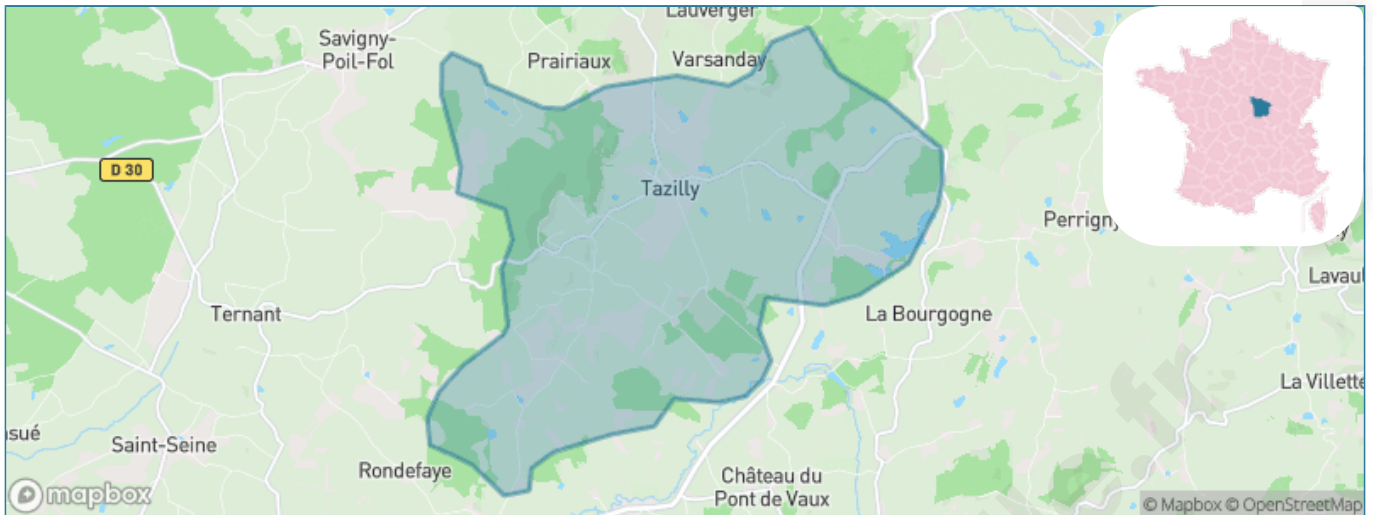 Lauverger
Savigny-
Poil-Fol
Prairiaux
Varsanday
D 30
Tazilly
Perrigny
Lavaul
Ternant
La Bourgogne
La Villette
Saint-Seine
Rondefaye
Château du
Pont de Vaux
mapbox
© Mapbox © OpenStreetMap